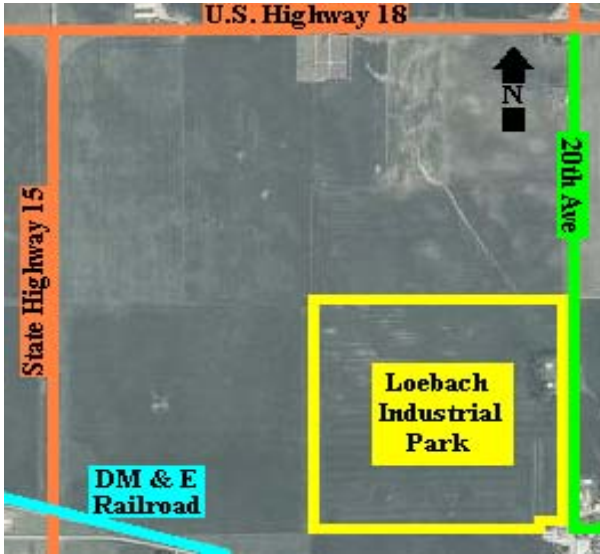 U.S. Highway 18
N
20th Ave
State Highway 15
Loebach
Industrial
Park
DM & E
Railroad